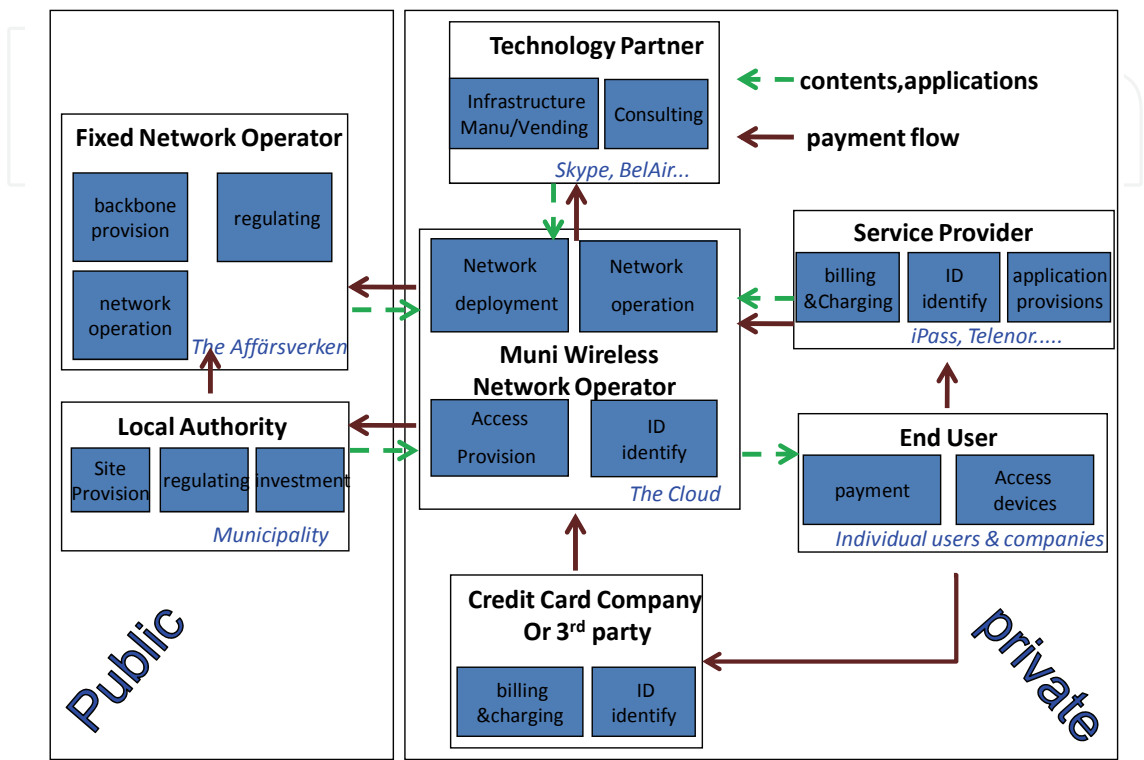 Technology Partner
Infrastructure
Manu/Vending
Consulting
Skype, BelAir...
contents,applications
payment flow
Fixed Network Operator
backbone
provision
regulating
network
operation
The Affärsverken
Network
deployment
Network
operation
Muni Wireless
Network Operator
Access
Provision
ID
identify
The Cloud
Service Provider
billing
&Charging
ID
identify
application
provisions
iPass, Telenor.....
Local Authority
Site
Provision
regulating
investment
Municipality
End User
payment
Access
devices
Individual users & companies
Credit Card Company
Or 3rd party
billing
&charging
ID
identify
Public
private